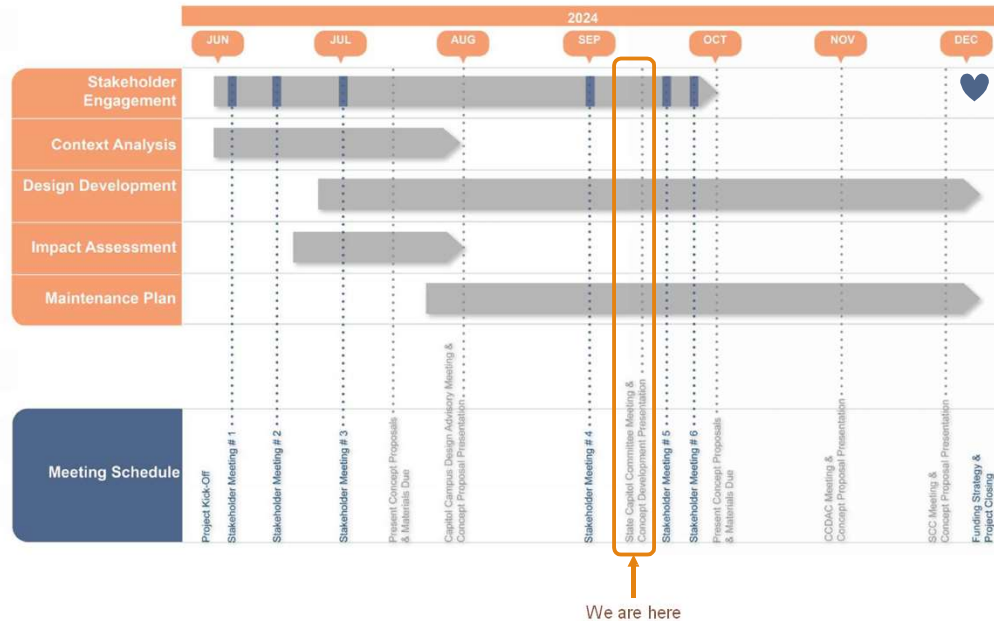 2024
JUN
JUL
AUG
SEP
OCT
NOV
DEC
Stakeholder
Engagement
Context Analysis
Design Development
Impact Assessment
Maintenance Plan
Meeting Schedule
Project Kick-Off
Stakeholder Meeting # 1
Stakeholder Meeting # 2
Stakeholder Meeting # 3
Present Concept Proposals
& Materials Due
Capitol Campus Design Advisory Meeting &
Concept Proposal Presentation
Stakeholder Meeting # 4
State Capitol Committee Meeting &
Concept Development Presentation
Stakeholder Meeting # 5
Stakeholder Meeting # 6
Present Concept Proposals
& Materials Due
CCDAC Meeting &
Concept Proposal Presentation
SCC Meeting &
Concept Proposal Presentation
Funding Strategy &
Project Closing
We are here